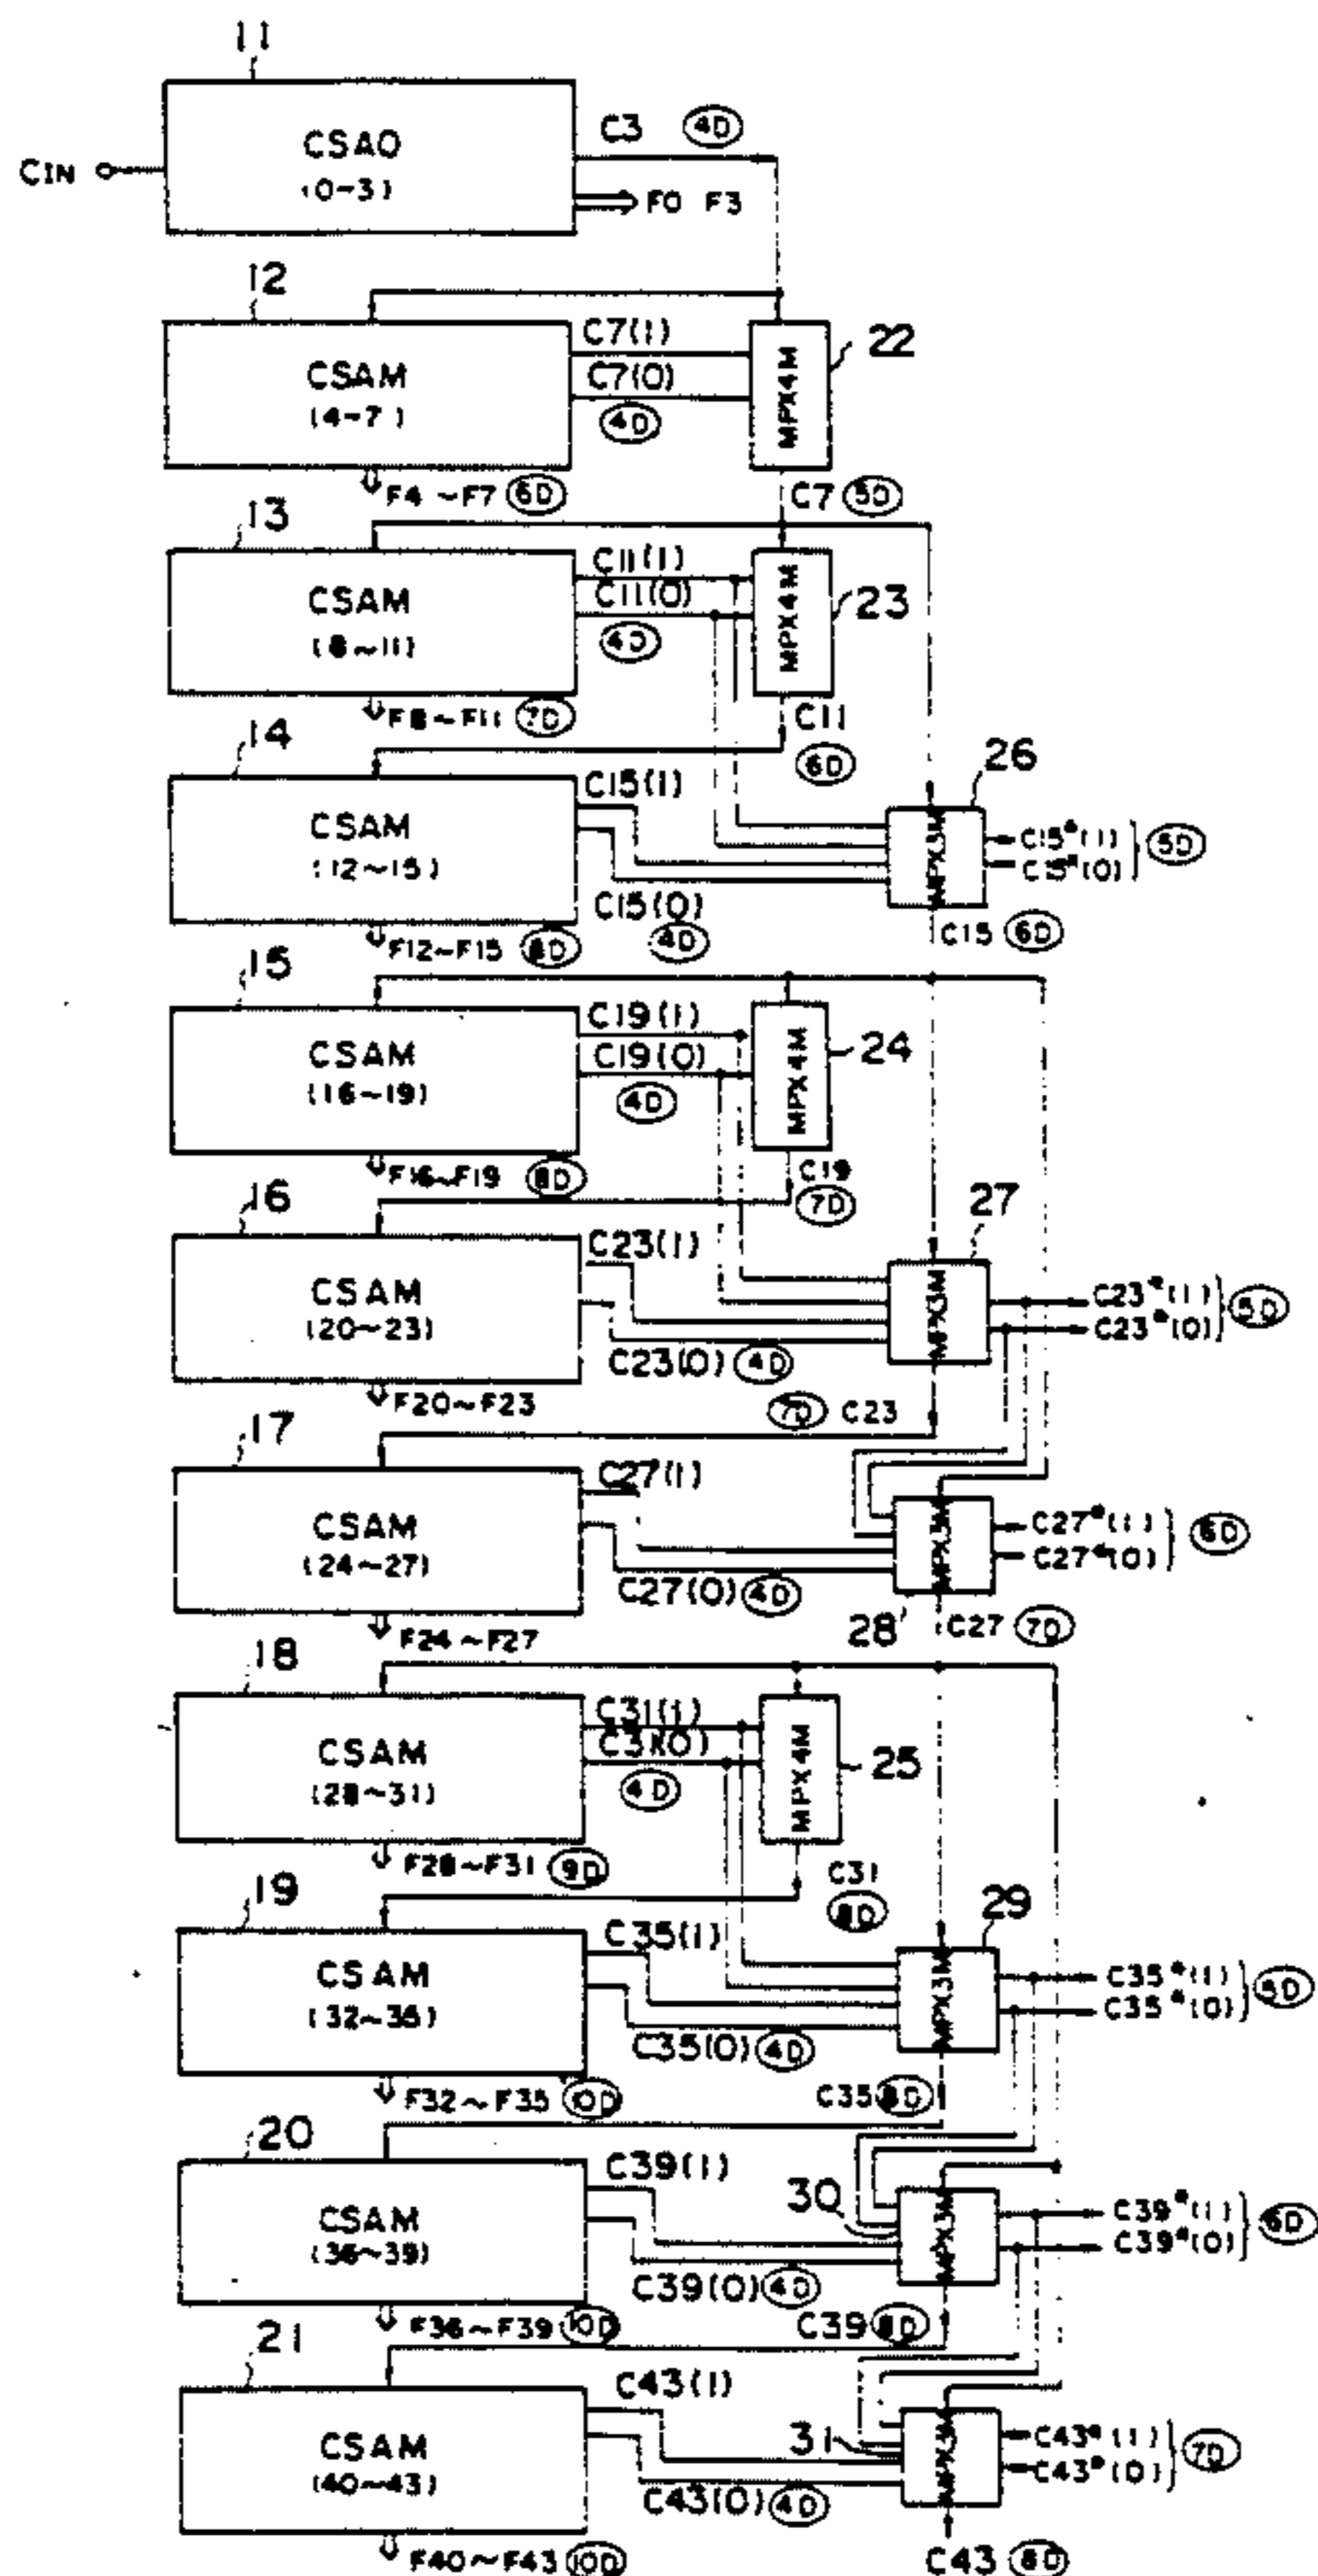 11
CSA0
(0-3)
CIN
C3 4D
F0 F3
12
CSAM
(4-7)
C7(1)
C7(0)
4D
MPX4M
22
F4 ~F7 6D
C7 5D
13
CSAM
(8~11)
C11(1)
C11(0)
4D
MPX4M
23
F8~F11 7D
C11
6D
14
CSAM
(12~15)
C15(1)
C15(0)
4D
26
MPX3M
C15*(1)
C15*(0)
5D
F12~F15 8D
C15 6D
15
CSAM
(16~19)
C19(1)
C19(0)
4D
MPX4M
24
F16~F19 8D
C19
7D
16
CSAM
(20~23)
C23(1)
C23(0) 4D
27
MPX3M
C23*(1)
C23*(0)
5D
F20~F23
7D C23
17
CSAM
(24~27)
C27(1)
C27(0) 4D
MPX3M
28
C27*(1)
C27*(0)
6D
F24~F27
C27 7D
18
CSAM
(28~31)
C31(1)
C31(0)
4D
MPX4M
25
F28~F31 9D
C31
8D
19
CSAM
(32~35)
C35(1)
C35(0) 4D
29
MPX3M
C35*(1)
C35*(0)
5D
F32~F35 10D
C35 8D
20
CSAM
(36~39)
C39(1)
C39(0) 4D
30
MPX3M
C39*(1)
C39*(0)
6D
F36~F39 10D
C39 8D
21
CSAM
(40~43)
C43(1)
C43(0) 4D
31
MPX3M
C43*(1)
C43*(0)
7D
F40~F43 10D
C43 8D